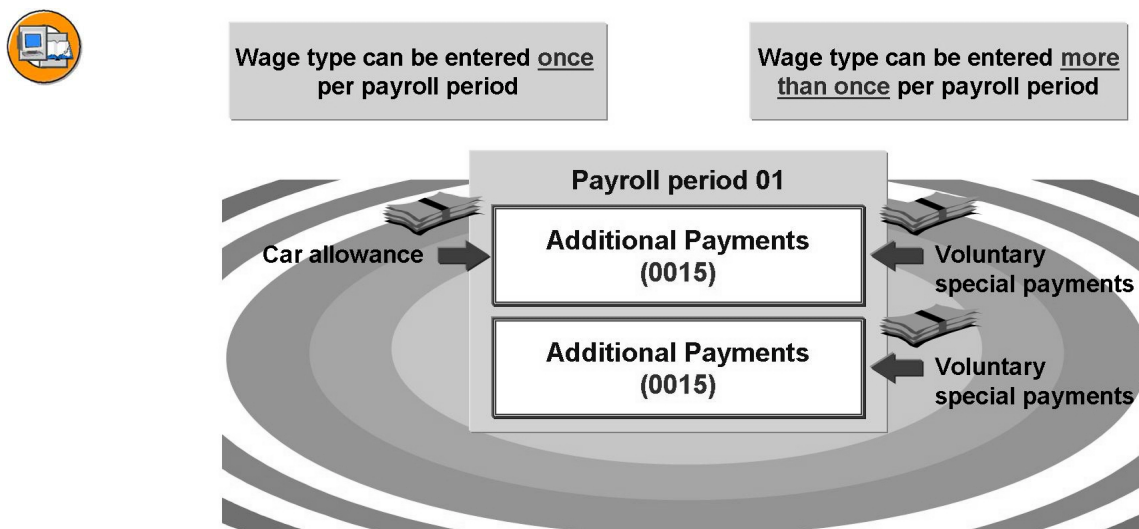 Wage type can be entered once
per payroll period
Wage type can be entered more
than once per payroll period
Payroll period 01
Additional Payments
(0015)
Car allowance
Voluntary
special payments
Additional Payments
(0015)
Voluntary
special payments